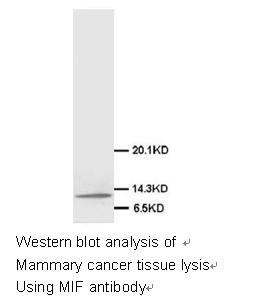 20.1KD
14.3KD
6.5KD
Western blot analysis of
Mammary cancer tissue lysis
Using MIF antibody